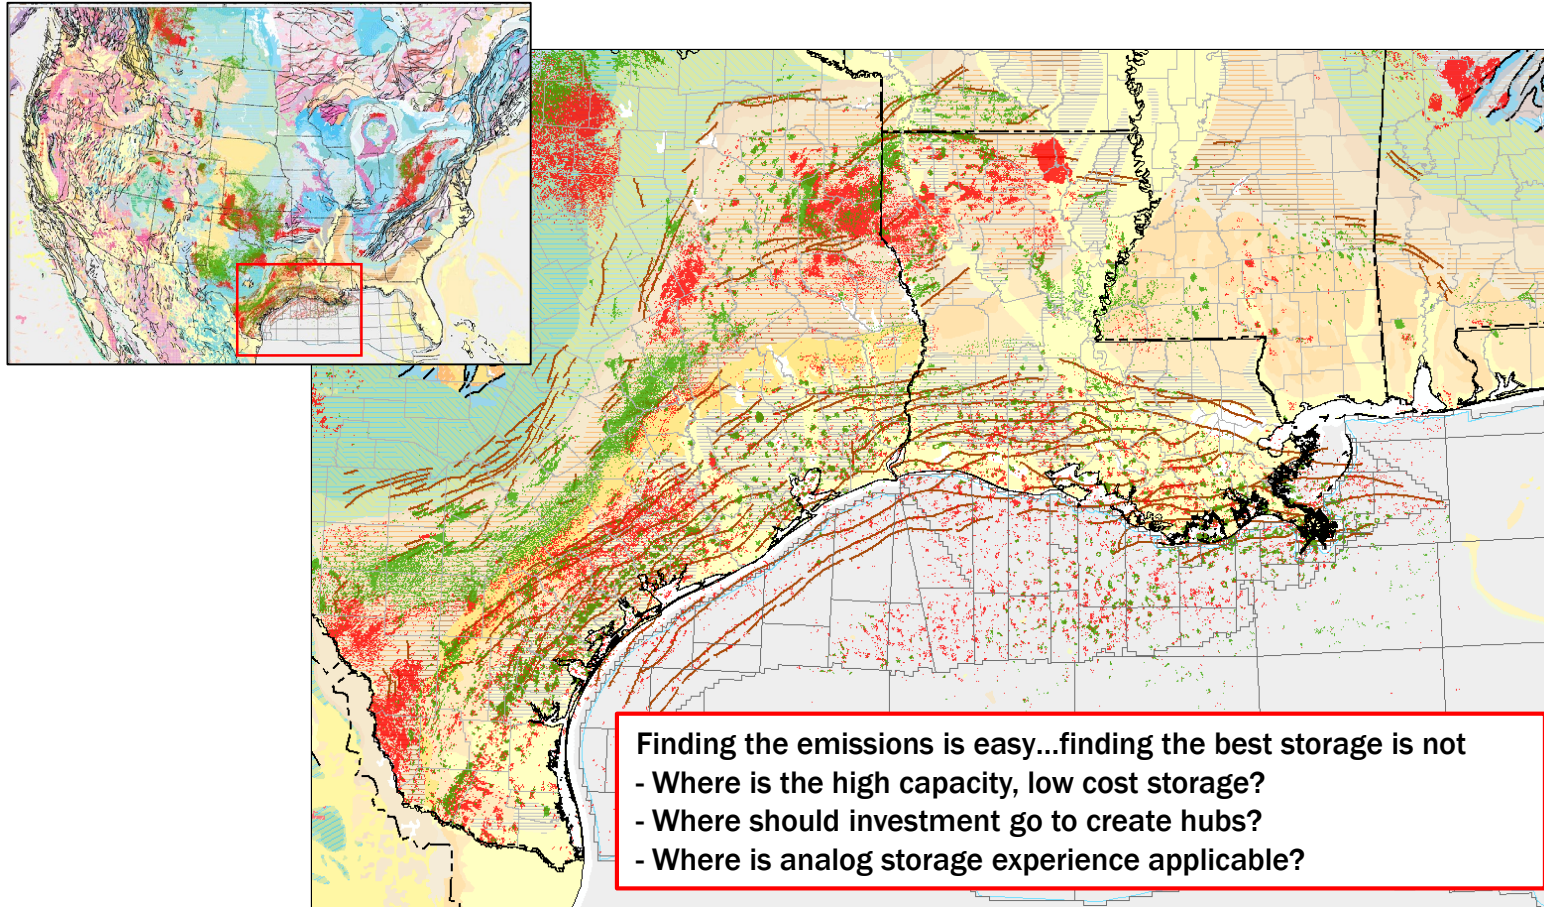 Finding the emissions is easy...finding the best storage is not
- Where is the high capacity, low cost storage?
- Where should investment go to create hubs?
- Where is analog storage experience applicable?